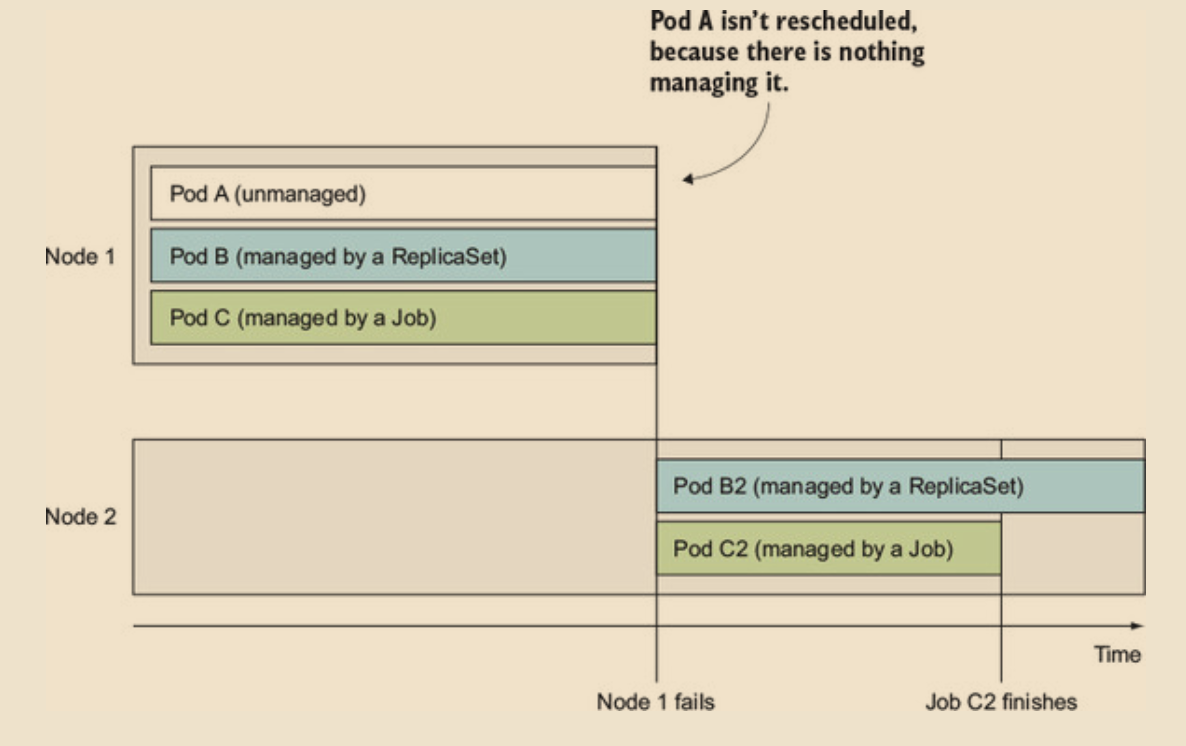 Pod A isn't rescheduled,
because there is nothing
managing it.
Pod A (unmanaged)
Node 1
Pod B (managed by a ReplicaSet)
Pod C (managed by a Job)
Pod B2 (managed by a ReplicaSet)
Node 2
Pod C2 (managed by a Job)
Time
Node 1 fails
Job C2 finishes